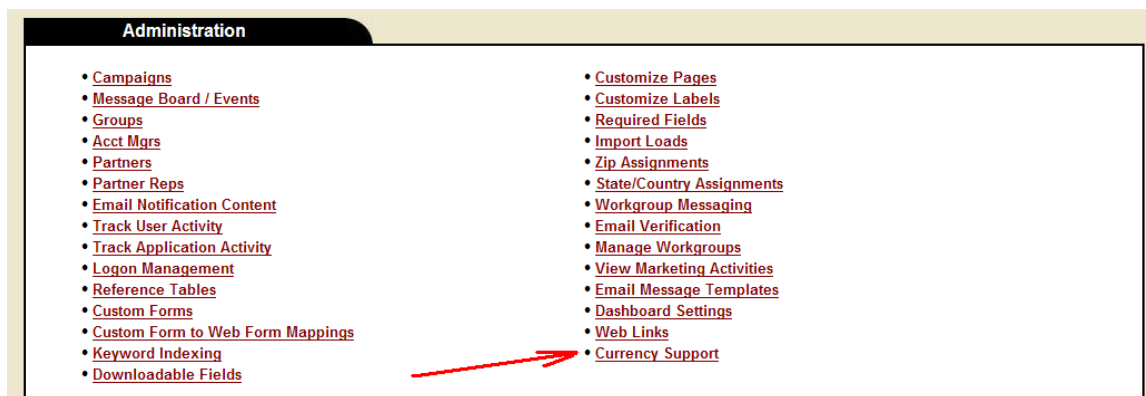 Administration
• Campaigns
• Message Board / Events
• Groups
• Acct Mgrs
• Partners
• Partner Reps
• Email Notification Content
• Track User Activity
• Track Application Activity
• Logon Management
• Reference Tables
• Custom Forms
• Custom Form to Web Form Mappings
• Keyword Indexing
• Downloadable Fields
• Customize Pages
• Customize Labels
• Required Fields
• Import Loads
• Zip Assignments
• State/Country Assignments
• Workgroup Messaging
• Email Verification
• Manage Workgroups
• View Marketing Activities
• Email Message Templates
• Dashboard Settings
• Web Links
• Currency Support